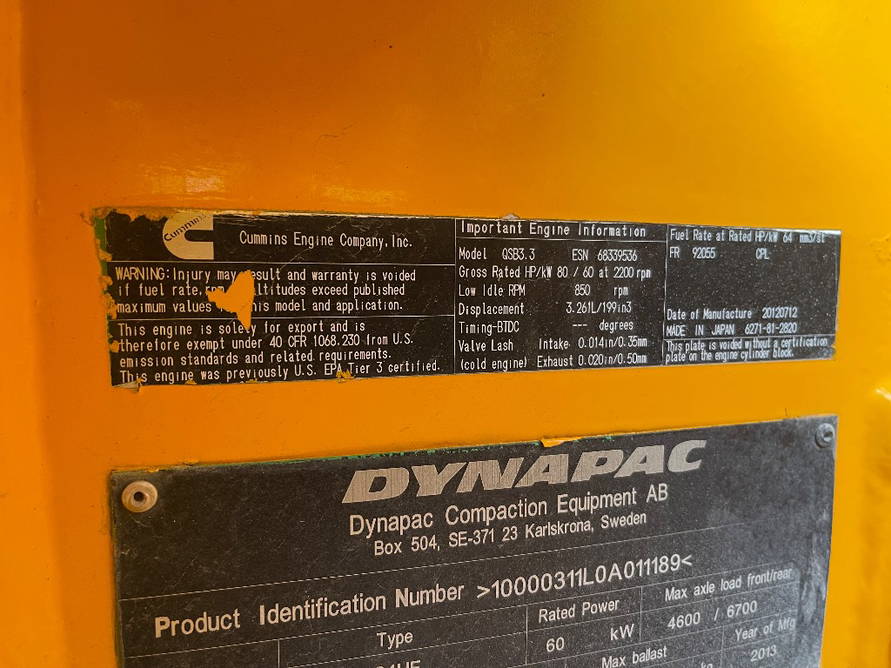 Cummins
Cummins Engine Company, Inc.
WARNING: Injury may result and warranty is voided
if fuel rate, rpm altitudes exceed published
maximum values this model and application.
This engine is solely for export and is
therefore exempt under 40 CFR 1068.230 from U.S.
emission standards and related requirements.
This engine was previously U.S. EPA Tier 3 certified.
Important Engine Information
Model QSB3.3 ESN 68339536
Gross Rated HP/kW 80 / 60 at 2200 rpm
Low Idle RPM 850 rpm
Displacement 3.261L/199in3
Timing-BTDC --- degrees
Valve Lash Intake 0.014in/0.35mm
(cold engine) Exhaust 0.020in/0.50mm
Fuel Rate at Rated HP/kW 64 mm3/st
FR 92055 CPL
Date of Manufacture 20120712
MADE IN JAPAN 6271-81-2820
This plate is voided without a certification
plate on the engine cylinder block.
DYNAPAC
Dynapac Compaction Equipment AB
Box 504, SE-371 23 Karlskrona, Sweden
Product Identification Number >10000311L0A011189<
Type Rated Power Max axle load front/rear
60 kW 4600 / 6700
Max ballast Year of Mfg
kg 2013